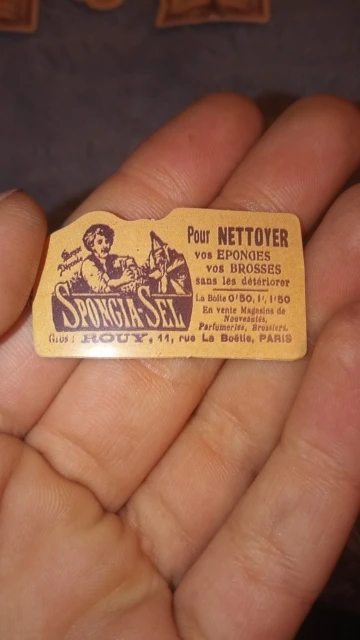 Marque
Déposée
SPONGIA-SEL
Pour NETTOYER
vos EPONGES
vos BROSSES
sans les détériorer
La Boîte 0f50, 1f, 1f50
En vente Magasins de
Nouveautés,
Parfumeries, Brossiers.
Gros : ROUY, 11, rue La Boëtie, PARIS